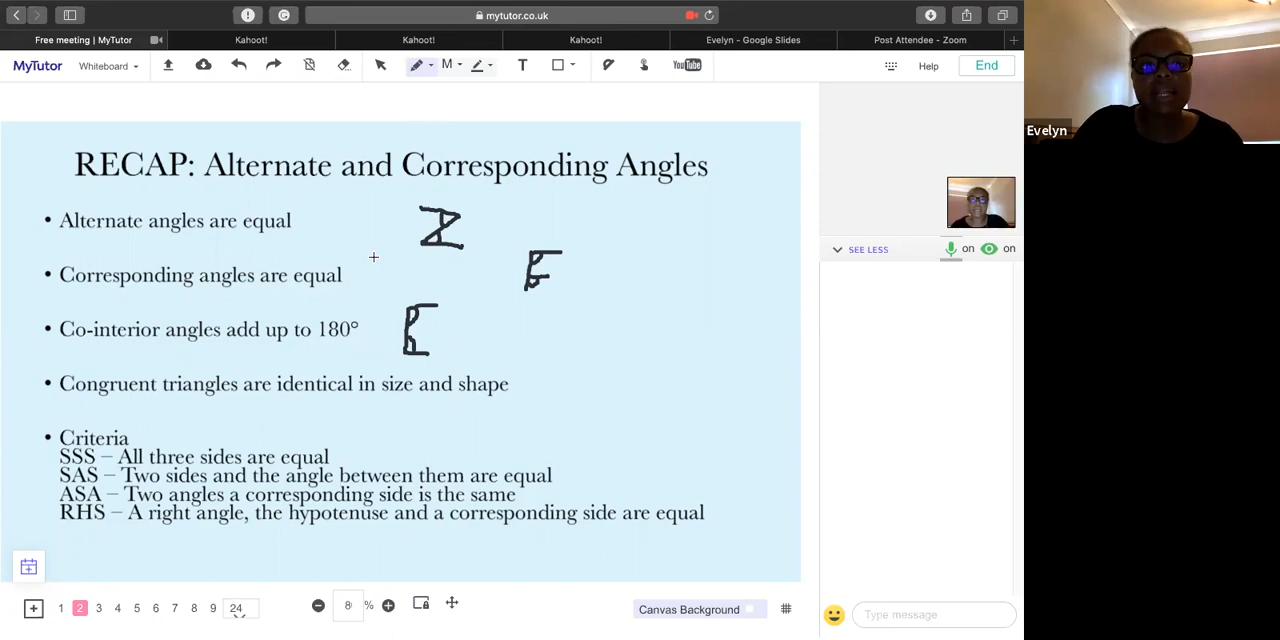 mytutor.co.uk
Free meeting | MyTutor
Kahoot!
Kahoot!
Kahoot!
Evelyn - Google Slides
Post Attendee - Zoom
MyTutor
Whiteboard
M
T
YouTube
Help
End
Evelyn
RECAP: Alternate and Corresponding Angles
• Alternate angles are equal
Z
• Corresponding angles are equal
F
• Co-interior angles add up to 180°
• Congruent triangles are identical in size and shape
• Criteria
SSS – All three sides are equal
SAS – Two sides and the angle between them are equal
ASA – Two angles a corresponding side is the same
RHS – A right angle, the hypotenuse and a corresponding side are equal
SEE LESS
on
on
1 2 3 4 5 6 7 8 9 24
8 %
Canvas Background
Type message